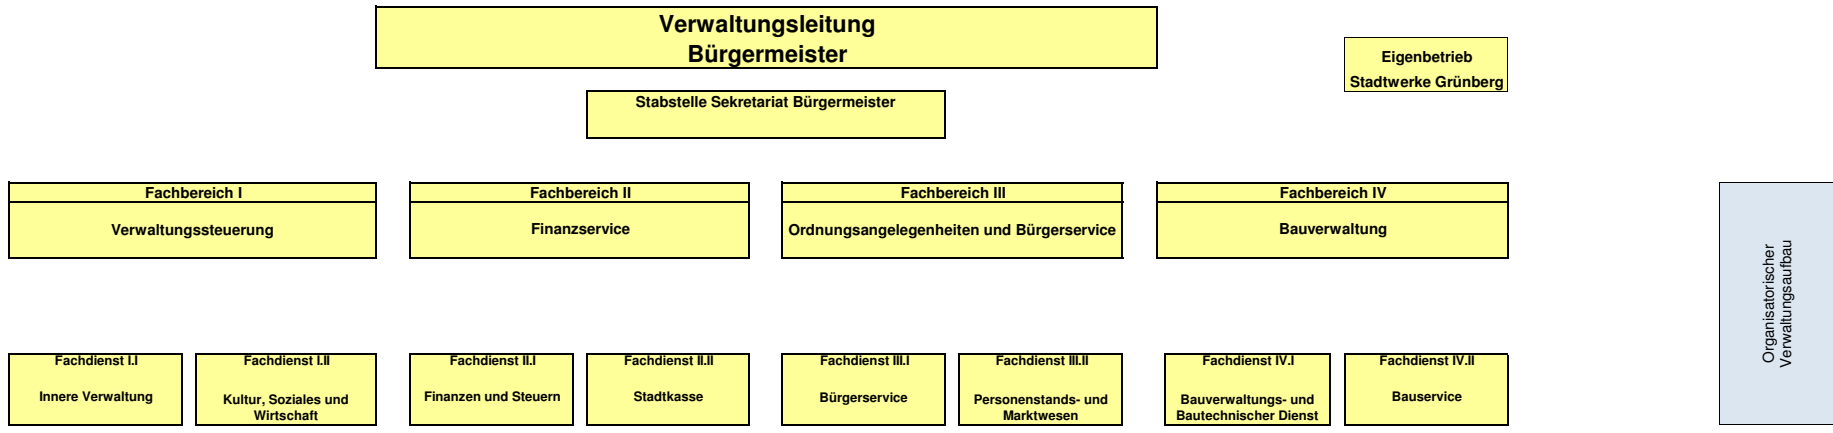 Verwaltungsleitung
Bürgermeister
Eigenbetrieb
Stadtwerke Grünberg
Stabstelle Sekretariat Bürgermeister
Fachbereich I
Verwaltungssteuerung
Fachbereich II
Finanzservice
Fachbereich III
Ordnungsangelegenheiten und Bürgerservice
Fachbereich IV
Bauverwaltung
Organisatorischer
Verwaltungsaufbau
Fachdienst I.I
Innere Verwaltung
Fachdienst I.II
Kultur, Soziales und
Wirtschaft
Fachdienst II.I
Finanzen und Steuern
Fachdienst II.II
Stadtkasse
Fachdienst III.I
Bürgerservice
Fachdienst III.II
Personenstands- und
Marktwesen
Fachdienst IV.I
Bauverwaltungs- und
Bautechnischer Dienst
Fachdienst IV.II
Bauservice